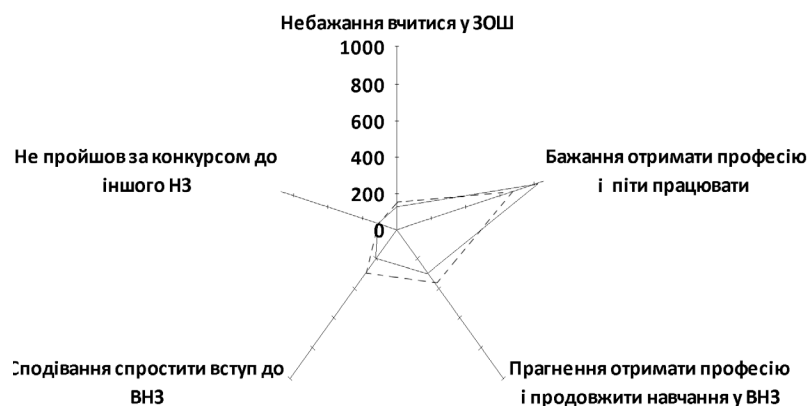 Небажання вчитися у ЗОШ
1000
800
600
400
200
0
Бажання отримати професію
і піти працювати
Прагнення отримати професію
і продовжити навчання у ВНЗ
Сподівання спростити вступ до
ВНЗ
Не пройшов за конкурсом до
іншого НЗ